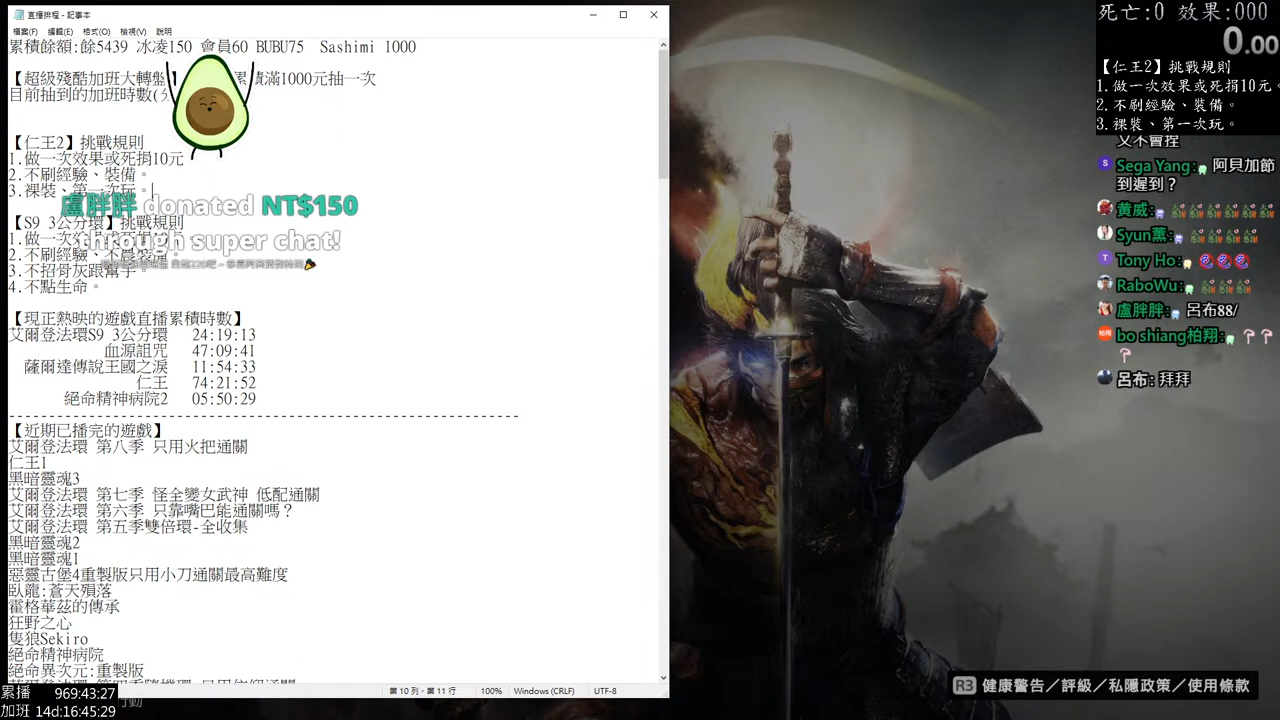 直播排程 - 記事本
檔案(F) 編輯(E) 格式(O) 檢視(V) 說明
累積餘額:餘5439 冰凌150 會員60 BUBU75 Sashimi 1000
【超級殘酷加班大轉盤】 累積滿1000元抽一次
目前抽到的加班時數(
【仁王2】挑戰規則
1.做一次效果或死捐10元
2.不刷經驗、裝備。
3.裸裝、第一次玩。
盧胖胖 donated NT$150
through super chat!
【S9 3公分環】挑戰規則
1.做一次
2.不刷經驗、
3.不招骨灰跟幫手。
4.不點生命。
【現正熱映的遊戲直播累積時數】
艾爾登法環S9 3公分環 24:19:13
血源詛咒 47:09:41
薩爾達傳說王國之淚 11:54:33
仁王 74:21:52
絕命精神病院2 05:50:29
----------------------------------------------------------------
【近期已播完的遊戲】
艾爾登法環 第八季 只用火把通關
仁王1
黑暗靈魂3
艾爾登法環 第七季 怪全變女武神 低配通關
艾爾登法環 第六季 只靠嘴巴能通關嗎?
艾爾登法環 第五季雙倍環-全收集
黑暗靈魂2
黑暗靈魂1
惡靈古堡4重製版只用小刀通關最高難度
臥龍:蒼天殞落
霍格華茲的傳承
狂野之心
隻狼Sekiro
絕命精神病院
絕命異次元:重製版
第 10 列，第 11 行 100% Windows (CRLF) UTF-8
累播 969:43:27
加班 14d:16:45:29
死亡:0 效果:000
0.00
【仁王2】挑戰規則
1.做一次效果或死捐10元。
2.不刷經驗、裝備。
3.裸裝、第一次玩。
又不會捏
Sega Yang: 阿貝加節到遲到？
黃威:
Syun薰:
Tony Ho:
RaboWu:
盧胖胖: 呂布88/
bo shiang柏翔:
呂布: 拜拜
R3 健康警告／評級／私隱政策／使用條款